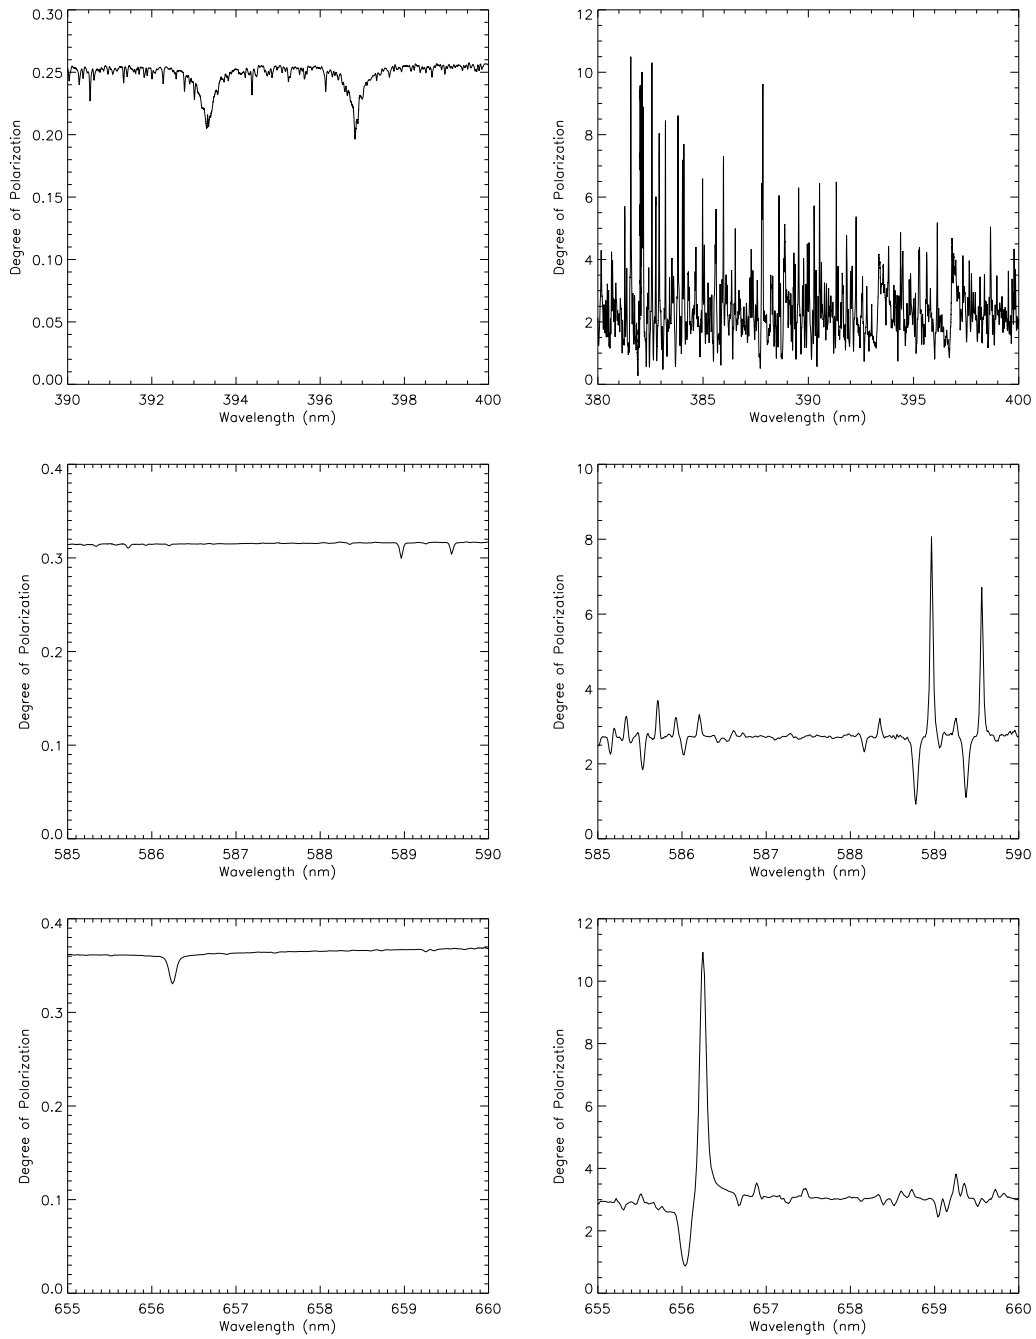 0.30
0.25
0.20
0.15
0.10
0.05
0.00
390 392 394 396 398 400
Wavelength (nm)
Degree of Polarization
12
10
8
6
4
2
0
380 385 390 395 400
Wavelength (nm)
Degree of Polarization
0.4
0.3
0.2
0.1
0.0
585 586 587 588 589 590
Wavelength (nm)
Degree of Polarization
10
8
6
4
2
0
585 586 587 588 589 590
Wavelength (nm)
Degree of Polarization
0.4
0.3
0.2
0.1
0.0
655 656 657 658 659 660
Wavelength (nm)
Degree of Polarization
12
10
8
6
4
2
0
655 656 657 658 659 660
Wavelength (nm)
Degree of Polarization